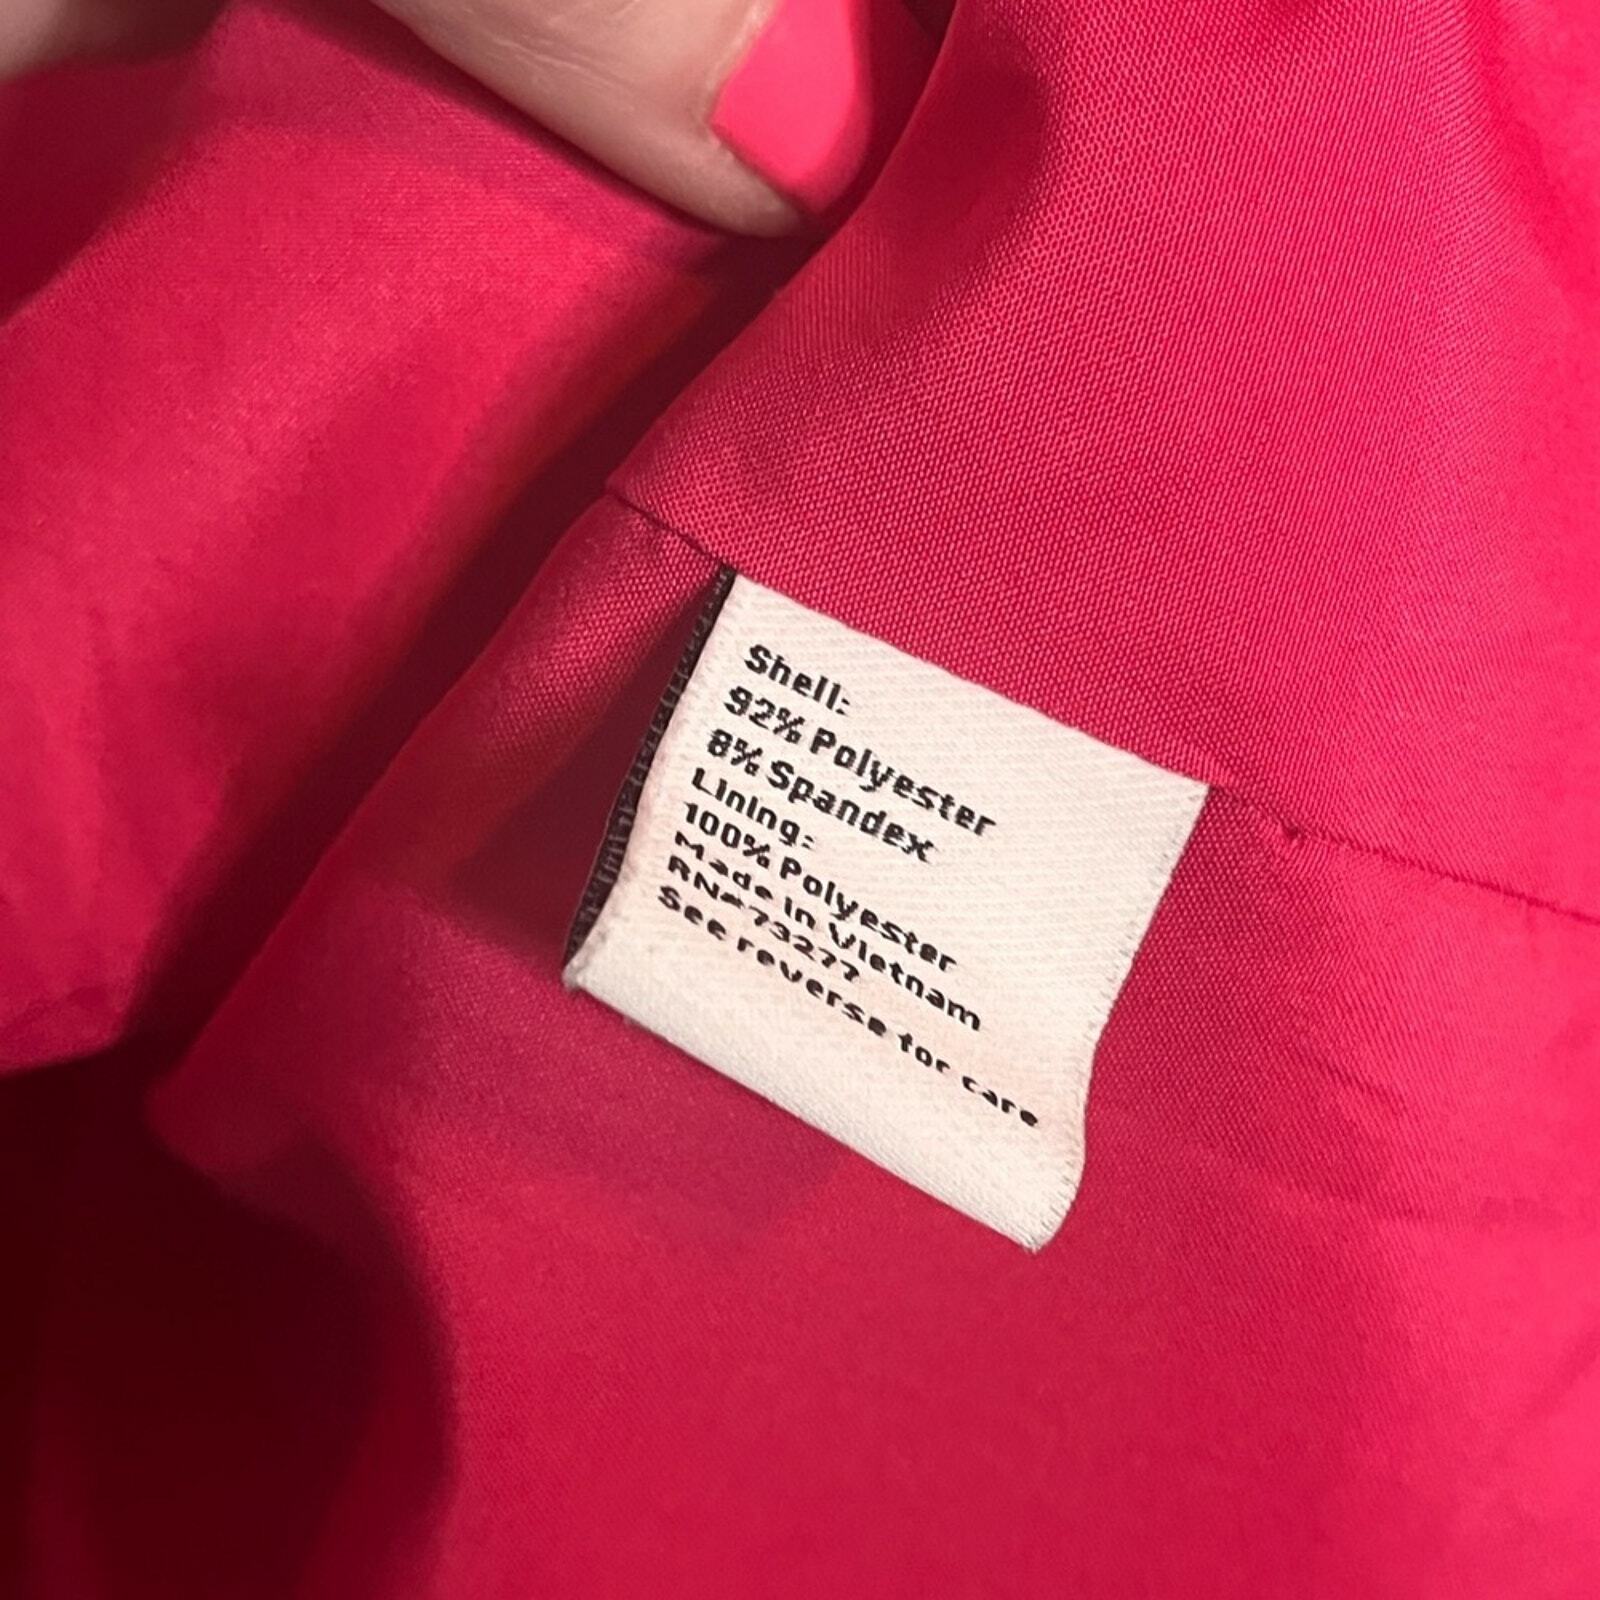 Shell:
92% Polyester
8% Spandex
Lining:
100% Polyester
Made in Vietnam
RN#73277
See reverse for care